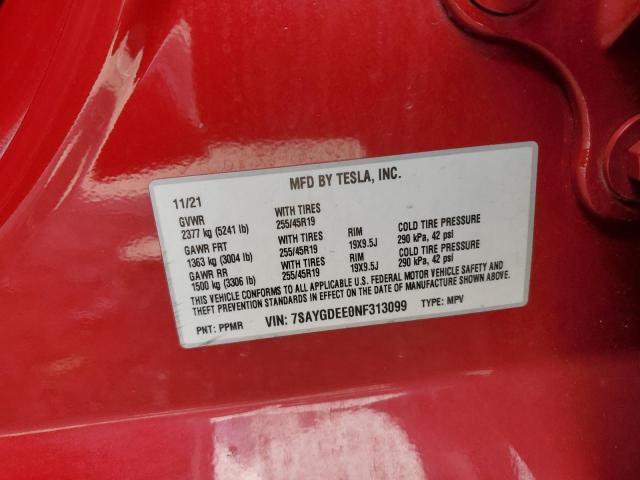 MFD BY TESLA, INC.
11/21
GVWR WITH TIRES
2377 kg (5241 lb) 255/45R19
GAWR FRT WITH TIRES RIM COLD TIRE PRESSURE
1363 kg (3004 lb) 255/45R19 19X9.5J 290 kPa, 42 psi
GAWR RR WITH TIRES RIM COLD TIRE PRESSURE
1500 kg (3306 lb) 255/45R19 19X9.5J 290 kPa, 42 psi
THIS VEHICLE CONFORMS TO ALL APPLICABLE U.S. FEDERAL MOTOR VEHICLE SAFETY AND
THEFT PREVENTION STANDARDS IN EFFECT ON THE DATE OF MANUFACTURE SHOWN ABOVE.
PNT: PPMR VIN: 7SAYGDEE0NF313099 TYPE: MPV